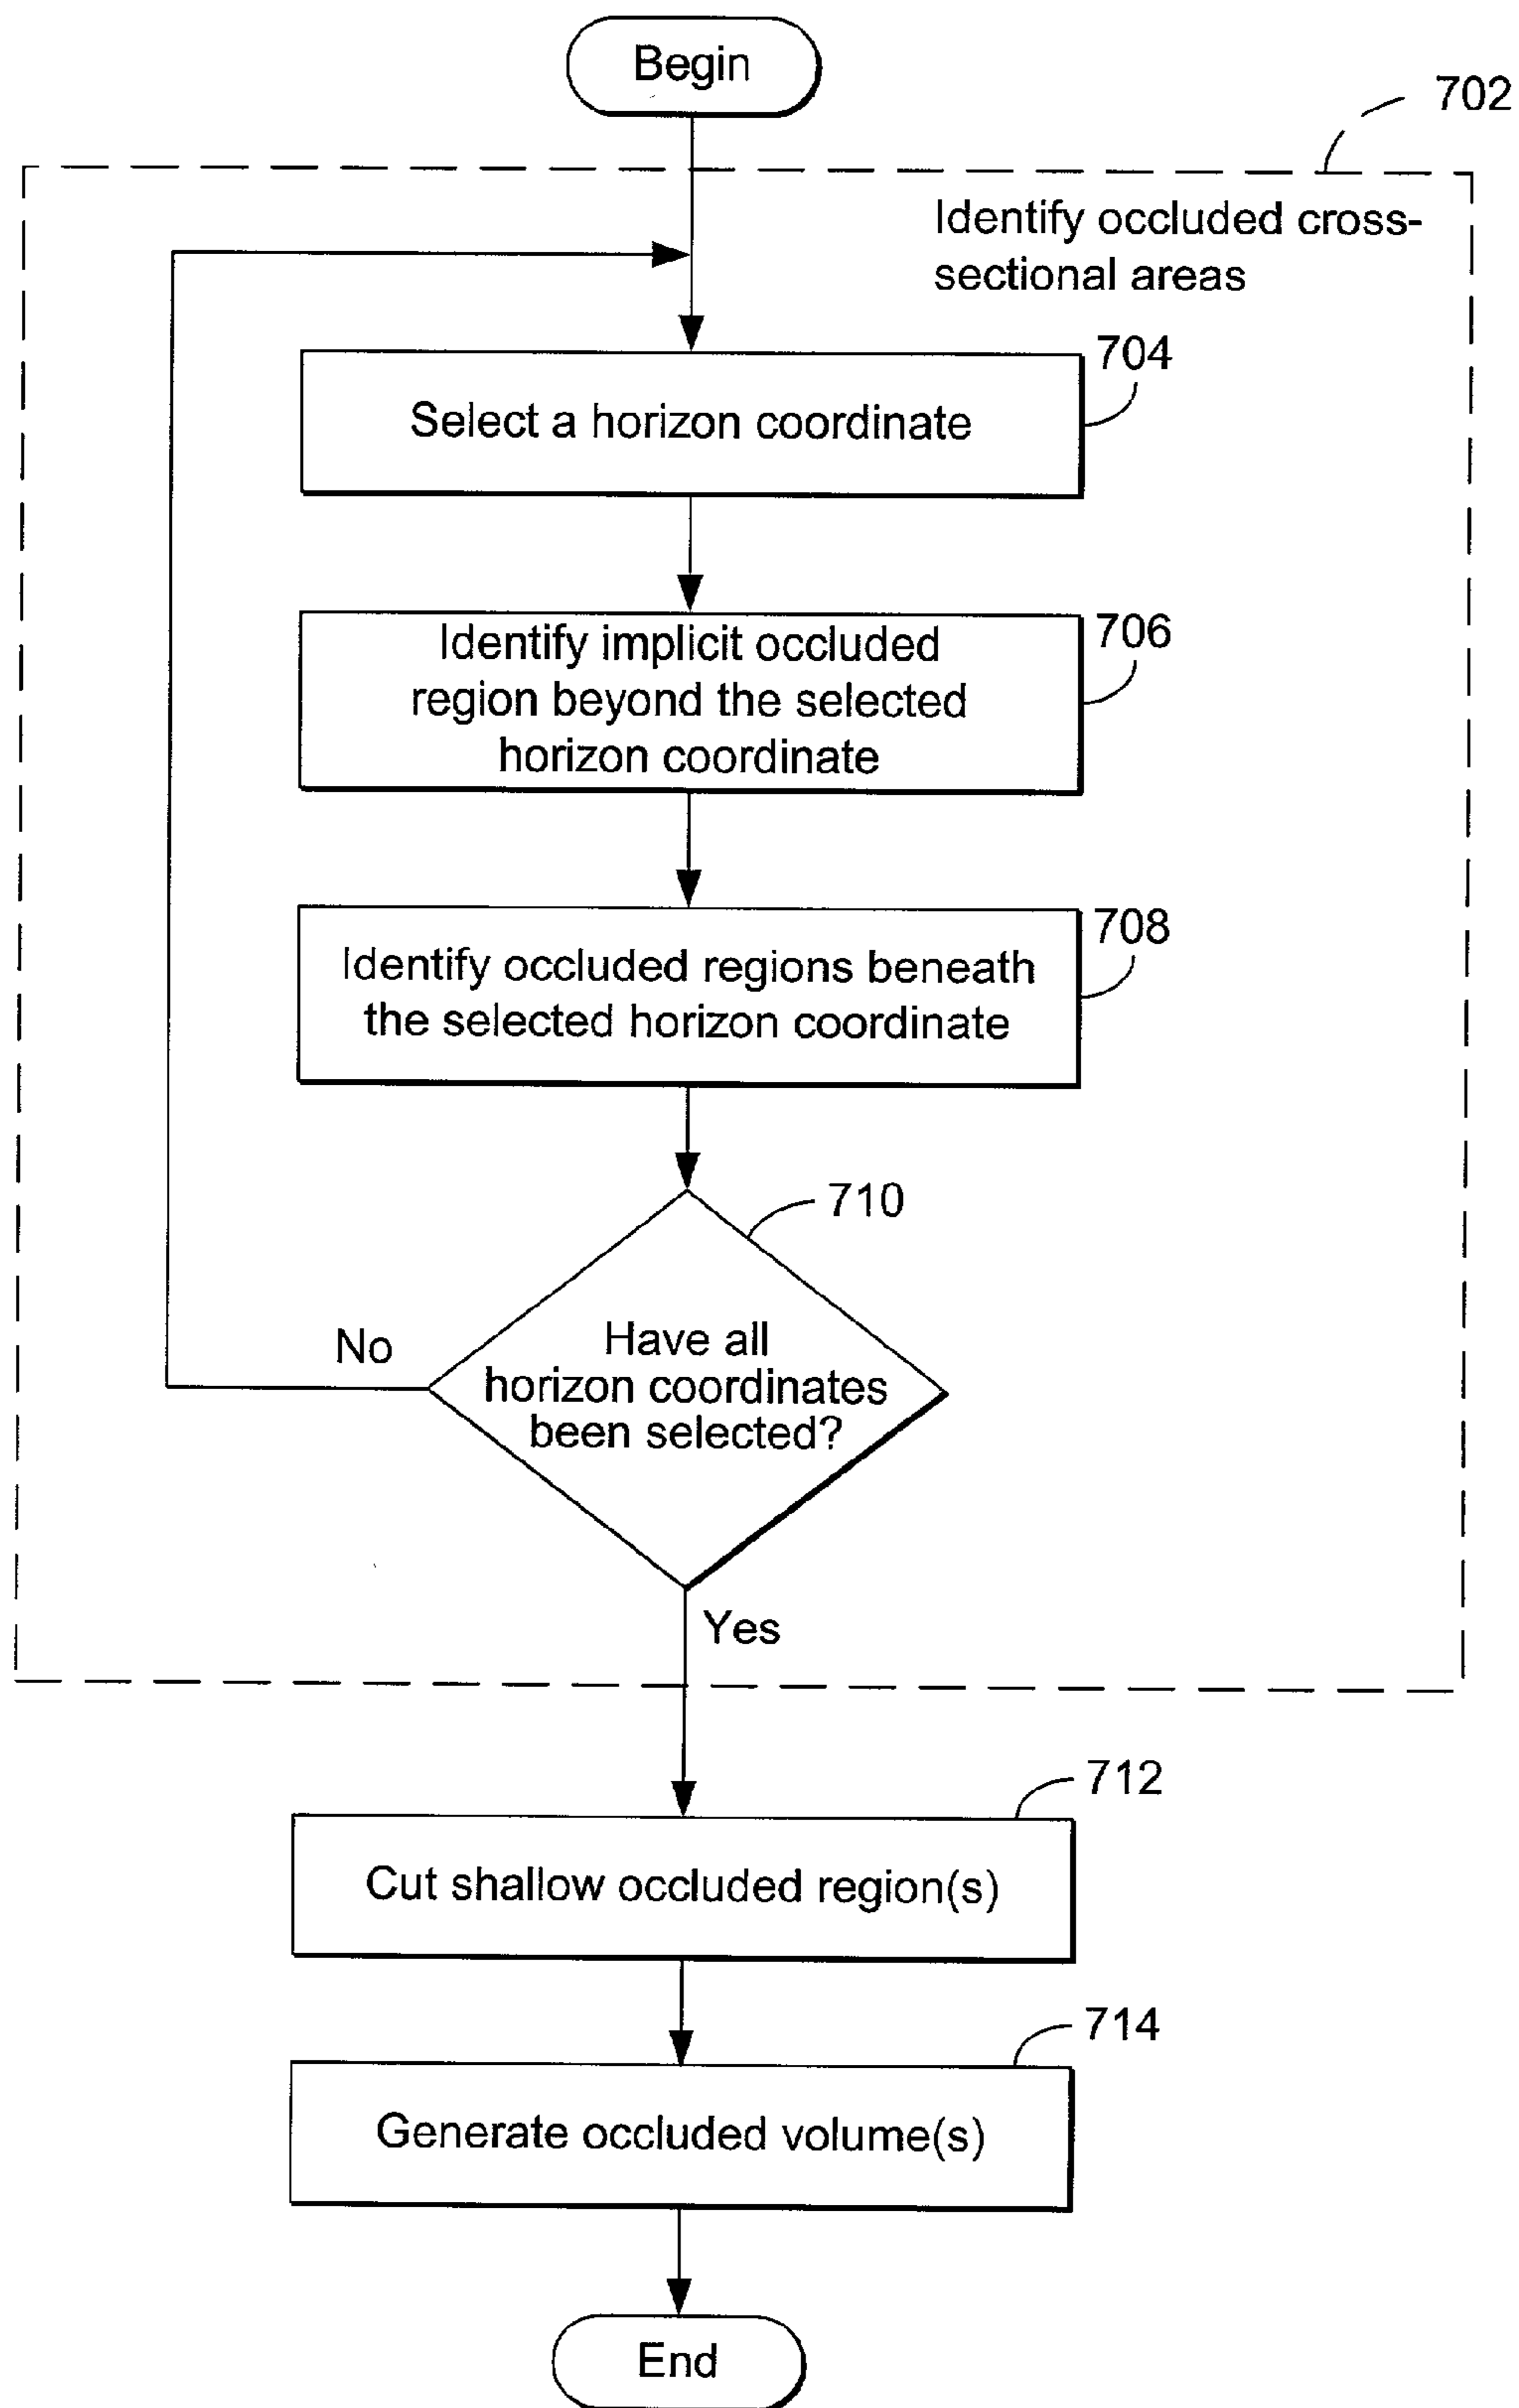 Begin
702
Identify occluded cross-
sectional areas
704
Select a horizon coordinate
706
Identify implicit occluded
region beyond the selected
horizon coordinate
708
Identify occluded regions beneath
the selected horizon coordinate
710
Have all
horizon coordinates
been selected?
No
Yes
712
Cut shallow occluded region(s)
714
Generate occluded volume(s)
End